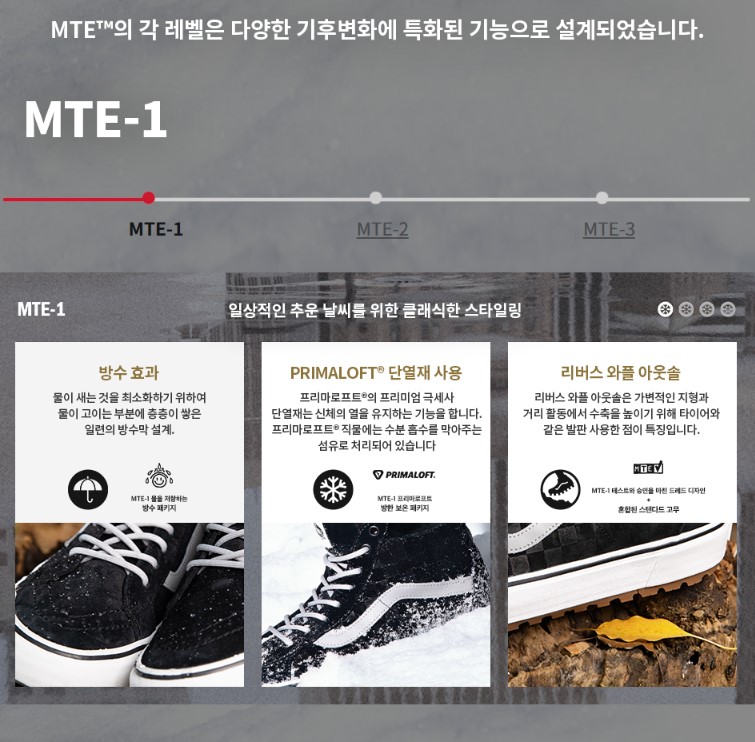 MTE™의 각 레벨은 다양한 기후변화에 특화된 기능으로 설계되었습니다.
MTE-1
MTE-1
MTE-2
MTE-3
MTE-1
일상적인 추운 날씨를 위한 클래식한 스타일링
방수 효과
물이 새는 것을 최소화하기 위하여
물이 고이는 부분에 층층이 쌓은
일련의 방수막 설계.
MTE-1 물을 저항하는
방수 패키지
PRIMALOFT® 단열재 사용
프리마로프트®의 프리미엄 극세사
단열재는 신체의 열을 유지하는 기능을 합니다.
프리마로프트® 직물에는 수분 흡수를 막아주는
섬유로 처리되어 있습니다
PRIMALOFT.
MTE-1 프리마로프트
방한 보온 패키지
리버스 와플 아웃솔
리버스 와플 아웃솔은 가변적인 지형과
거리 활동에서 수축을 높이기 위해 타이어와
같은 발판 사용한 점이 특징입니다.
MTE
MTE-1 테스트와 승인을 마친 드레드 디자인
+
혼합된 스탠다드 고무